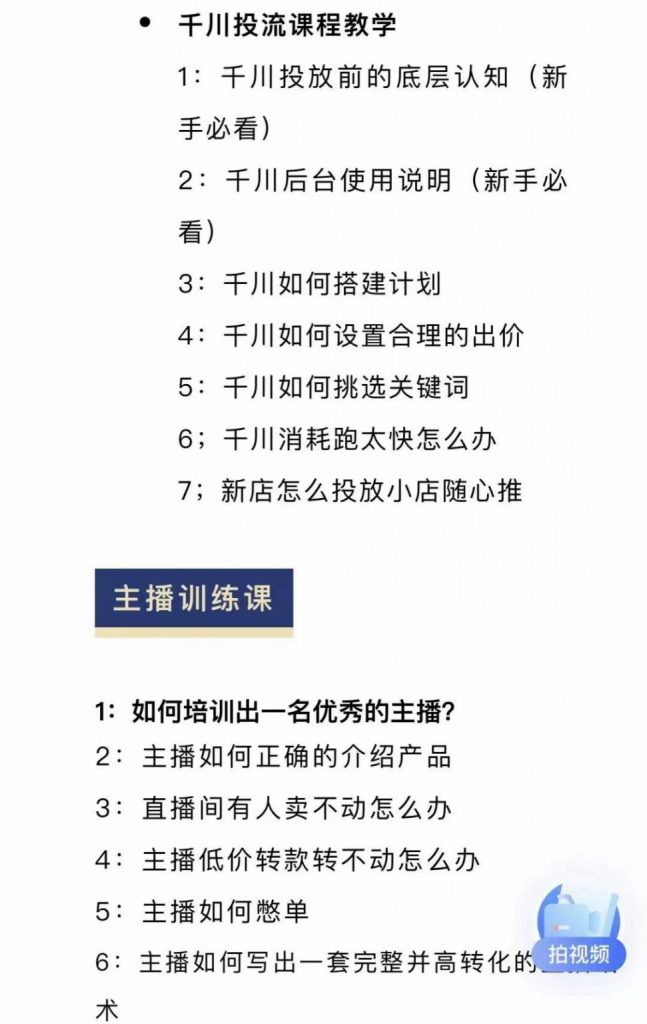 千川投流课程教学
1：千川投放前的底层认知（新
手必看）
2：千川后台使用说明（新手必
看）
3：千川如何搭建计划
4：千川如何设置合理的出价
5：千川如何挑选关键词
6；千川消耗跑太快怎么办
7；新店怎么投放小店随心推
主播训练课
1：如何培训出一名优秀的主播？
2：主播如何正确的介绍产品
3：直播间有人卖不动怎么办
4：主播低价转款转不动怎么办
5：主播如何憋单
6：主播如何写出一套完整并高转化的
术
拍视频